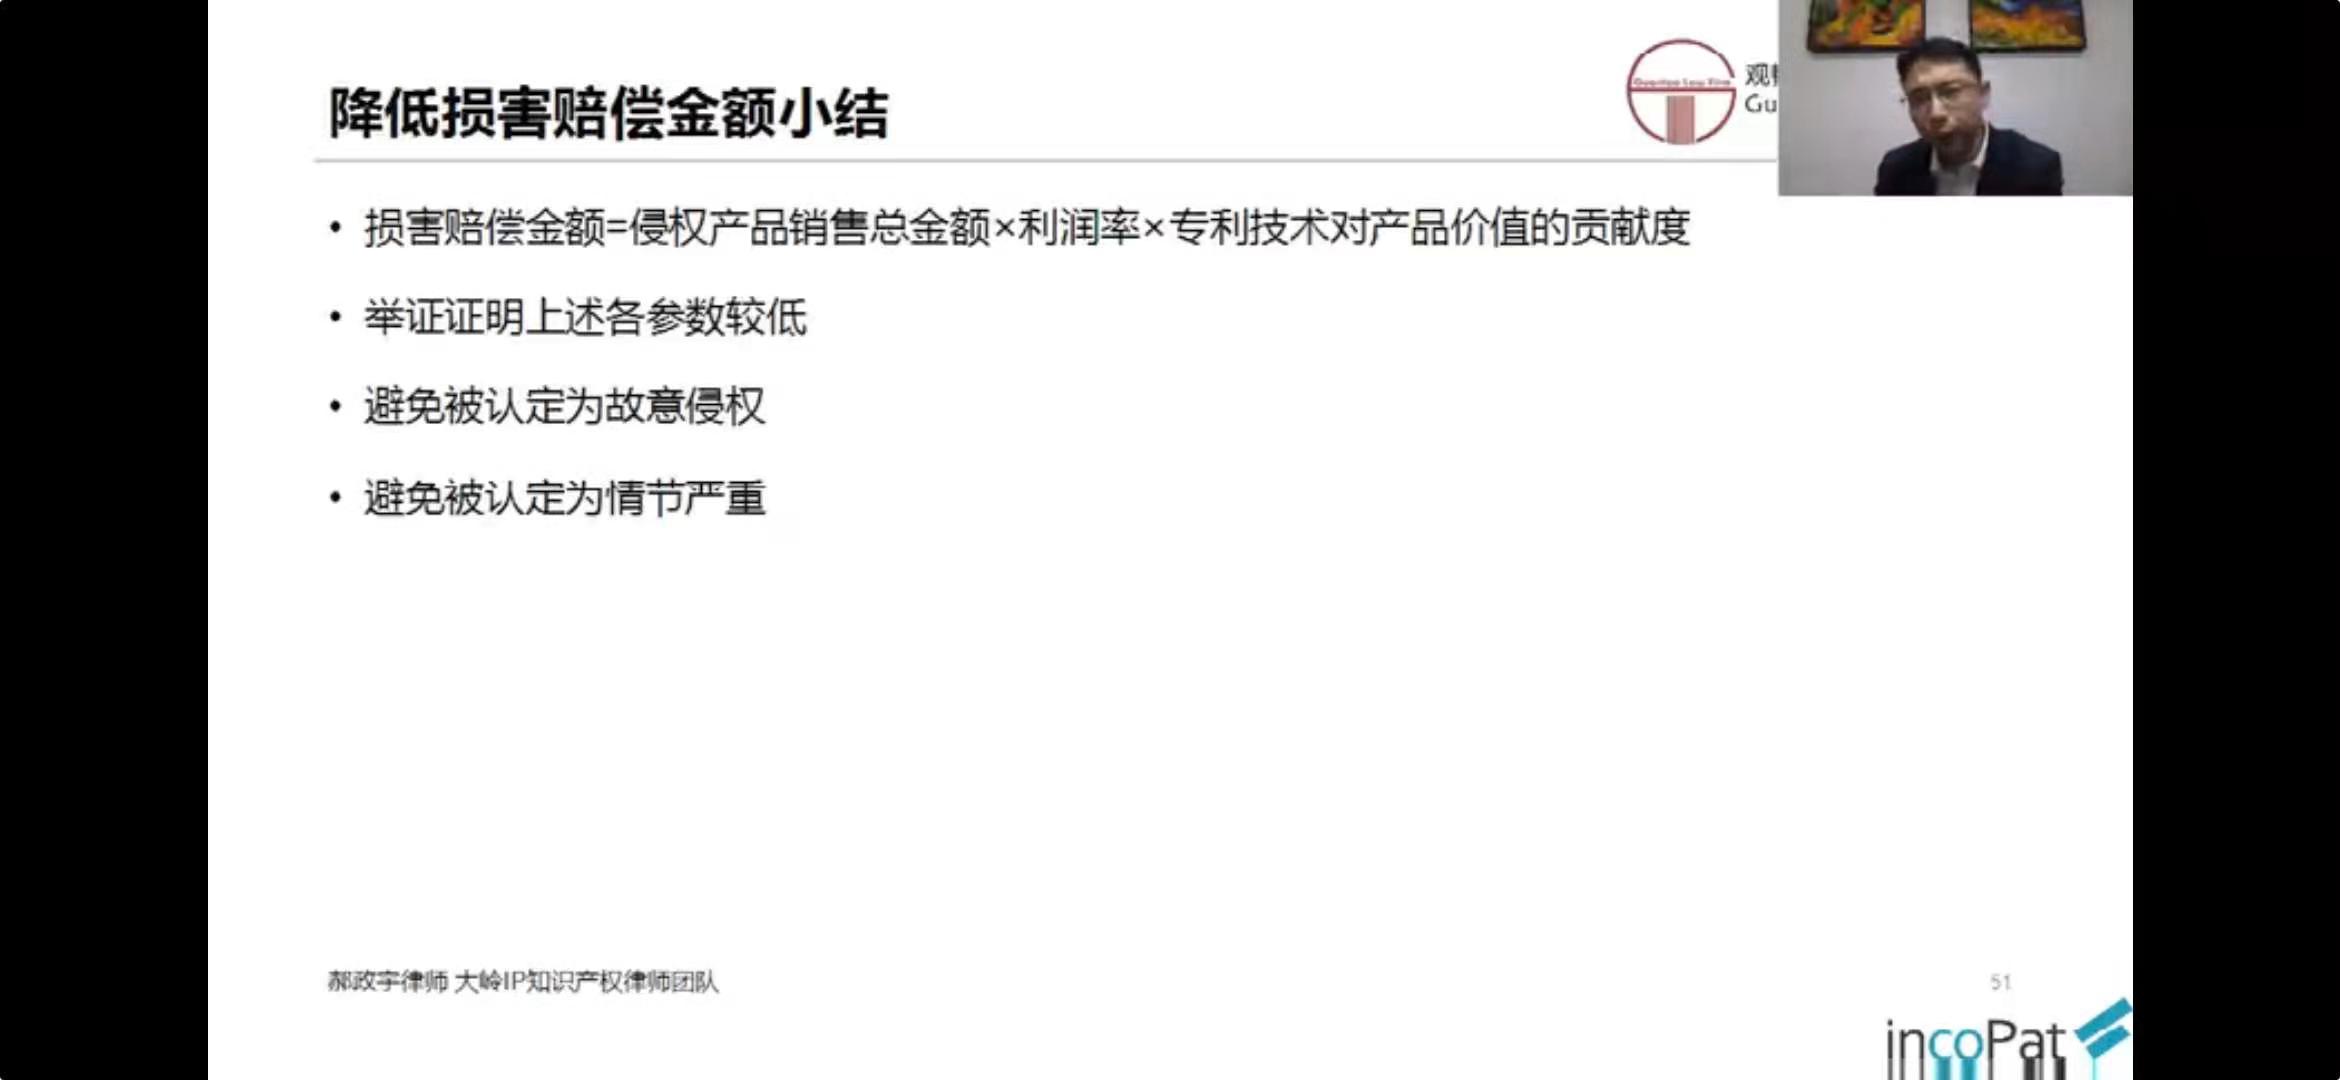 降低损害赔偿金额小结
Guantao Law Firm
观
Gu
• 损害赔偿金额=侵权产品销售总金额×利润率×专利技术对产品价值的贡献度
• 举证证明上述各参数较低
• 避免被认定为故意侵权
• 避免被认定为情节严重
郝政宇律师 大岭IP知识产权律师团队
51
incoPat